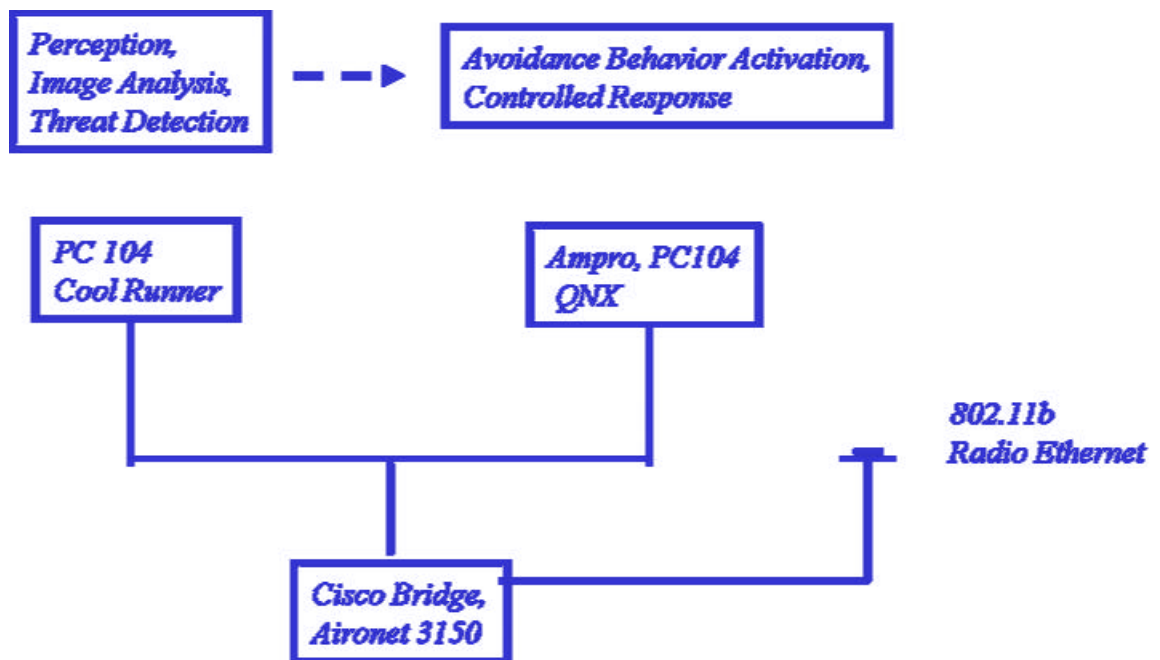 Perception,
Image Analysis,
Threat Detection
Avoidance Behavior Activation,
Controlled Response
PC 104
Cool Runner
Ampro, PC104
QNX
802.11b
Radio Ethernet
Cisco Bridge,
Aironet 3150